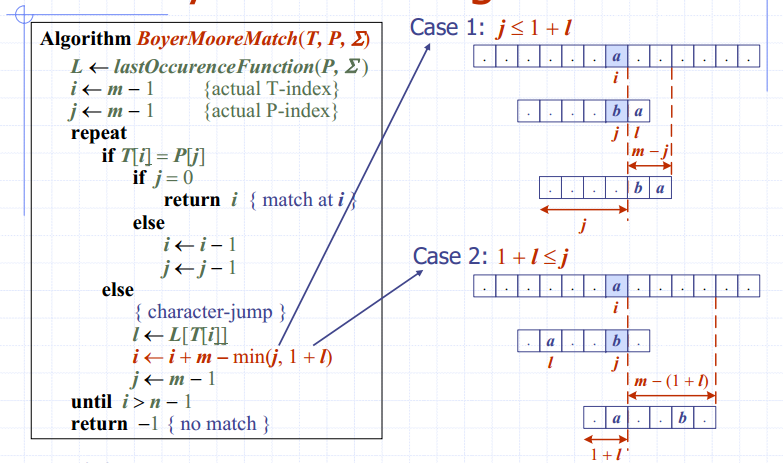 Algorithm BoyerMooreMatch(T, P, Σ)
L ← lastOccurenceFunction(P, Σ)
i ← m − 1 {actual T-index}
j ← m − 1 {actual P-index}
repeat
if T[i] = P[j]
if j = 0
return i { match at i }
else
i ← i − 1
j ← j − 1
else
{ character-jump }
l ← L[T[i]]
i ← i + m − min(j, 1 + l)
j ← m − 1
until i > n − 1
return −1 { no match }
Case 1: j ≤ 1 + l
. . . . . . a . . . . . .
i
. . . . b a
j l
m − j
. . . . b a
j
Case 2: 1 + l ≤ j
. . . . . . a . . . . . .
i
. a . . b .
l j
m − (1 + l)
. a . . b .
1 + l